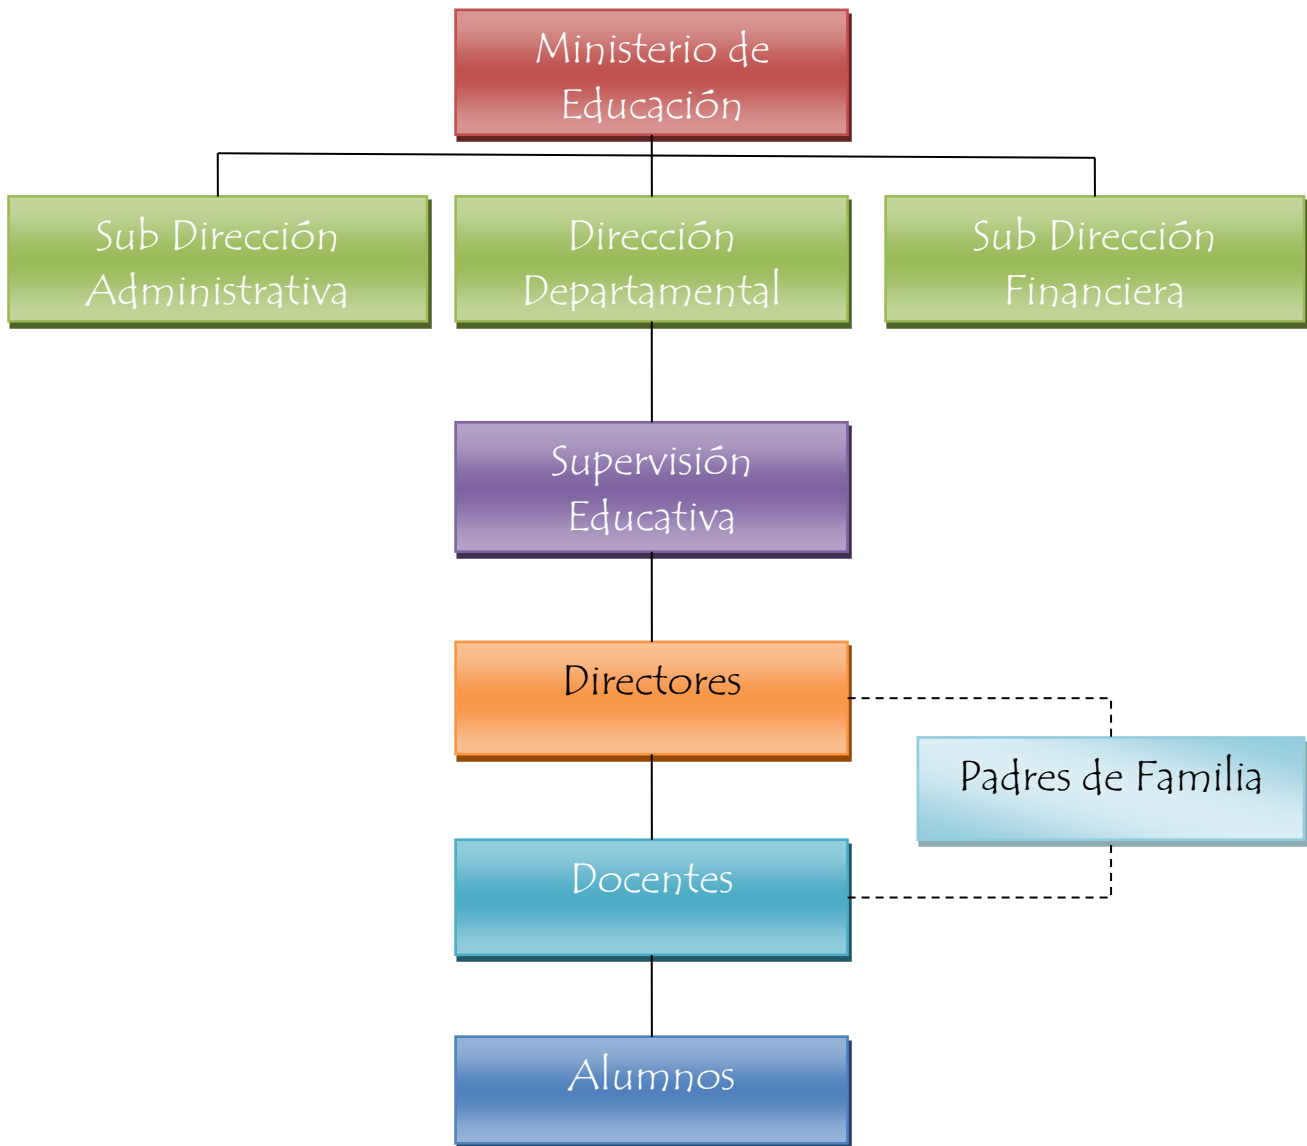 Ministerio de
Educación
Sub Dirección
Administrativa
Dirección
Departamental
Sub Dirección
Financiera
Supervisión
Educativa
Directores
Padres de Familia
Docentes
Alumnos